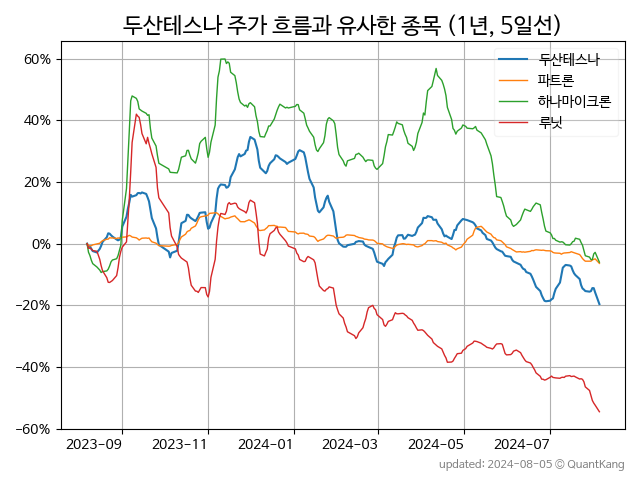 두산테스나 주가 흐름과 유사한 종목 (1년, 5일선)
두산테스나
파트론
하나마이크론
루닛
60%
40%
20%
0%
−20%
−40%
−60%
2023-09 2023-11 2024-01 2024-03 2024-05 2024-07
updated: 2024-08-05 © QuantKang